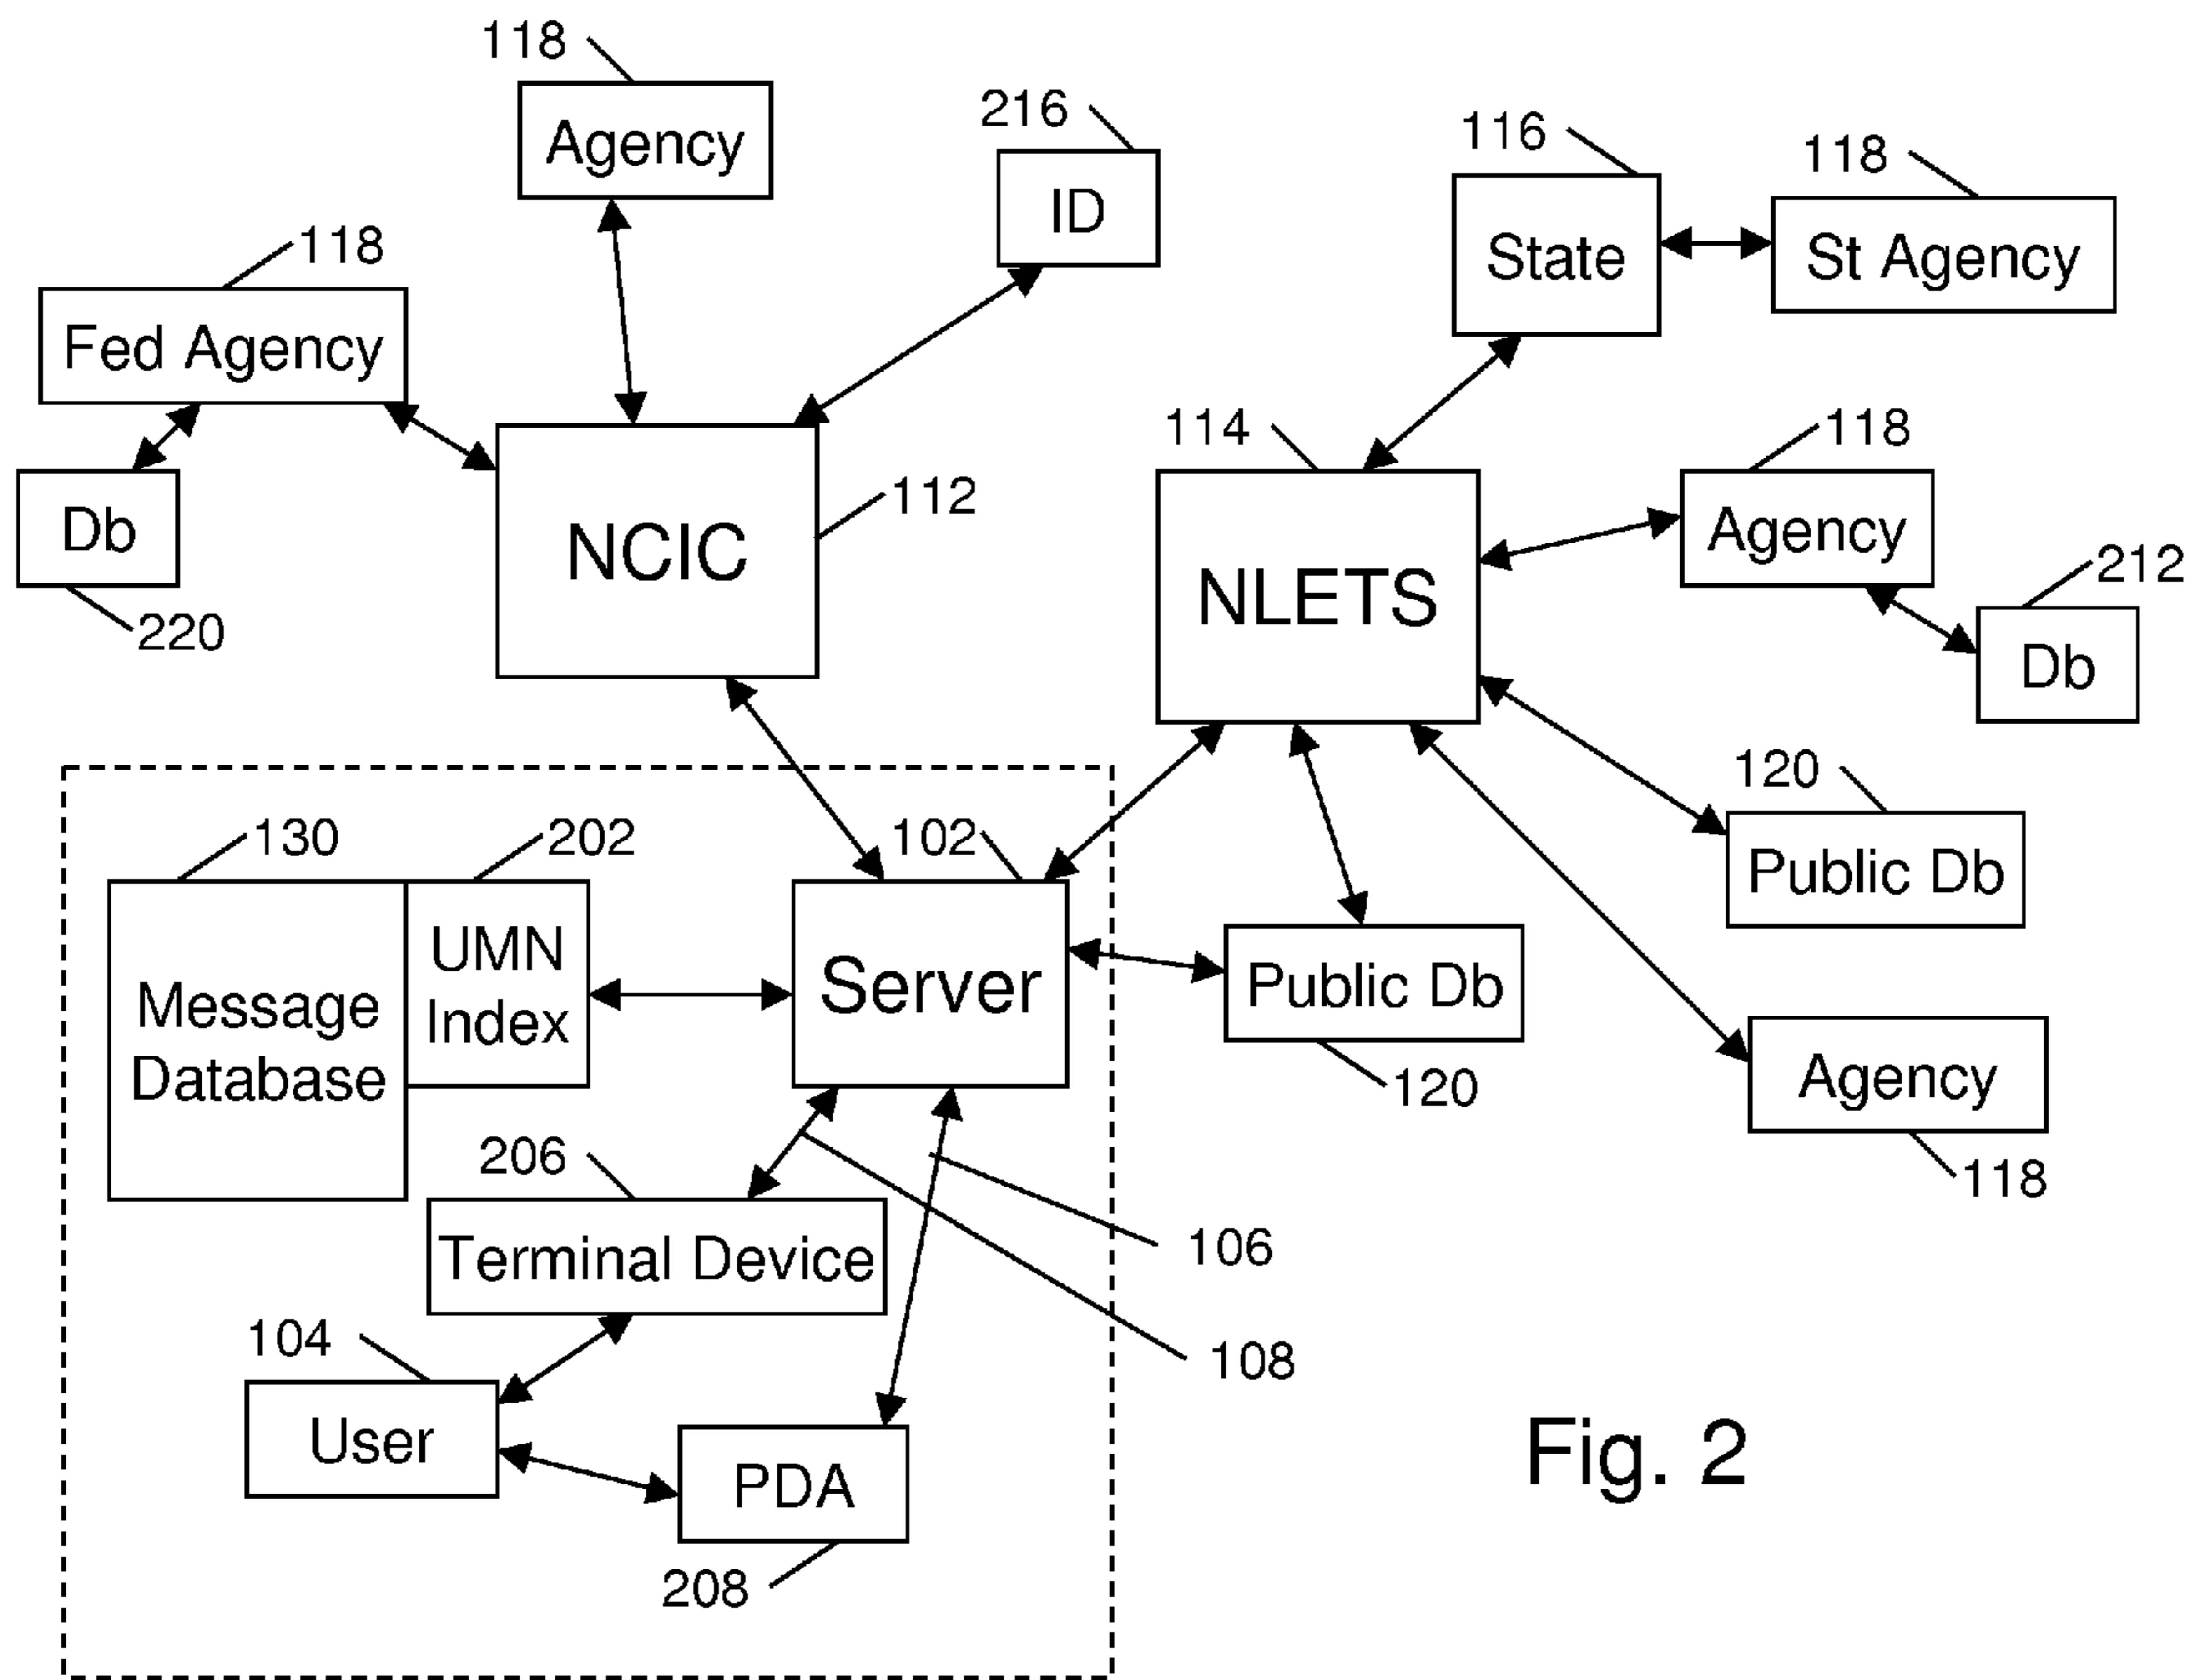 118
Agency
216
ID
116
State
118
St Agency
118
Fed Agency
Db
220
NCIC
112
114
NLETS
118
Agency
212
Db
120
Public Db
130
202
102
Message
Database
UMN
Index
Server
Public Db
120
Agency
118
206
Terminal Device
106
108
104
User
PDA
208
Fig. 2